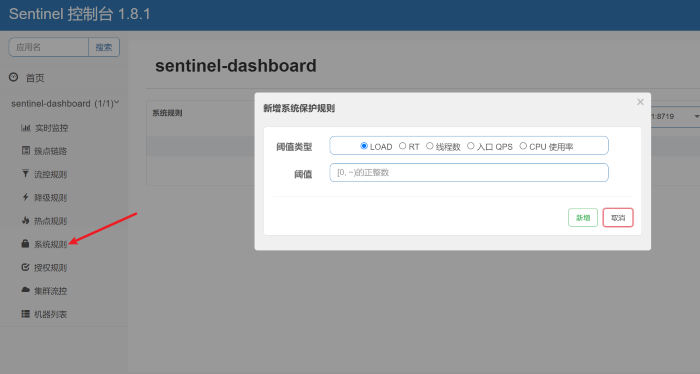 Sentinel 控制台 1.8.1
应用名 搜索
首页
sentinel-dashboard (1/1)
实时监控
簇点链路
流控规则
降级规则
热点规则
系统规则
授权规则
集群流控
机器列表
sentinel-dashboard
系统规则
1:8719
新增系统保护规则 ×
阈值类型 LOAD RT 线程数 入口 QPS CPU 使用率
阈值 [0, ~)的正整数
新增 取消